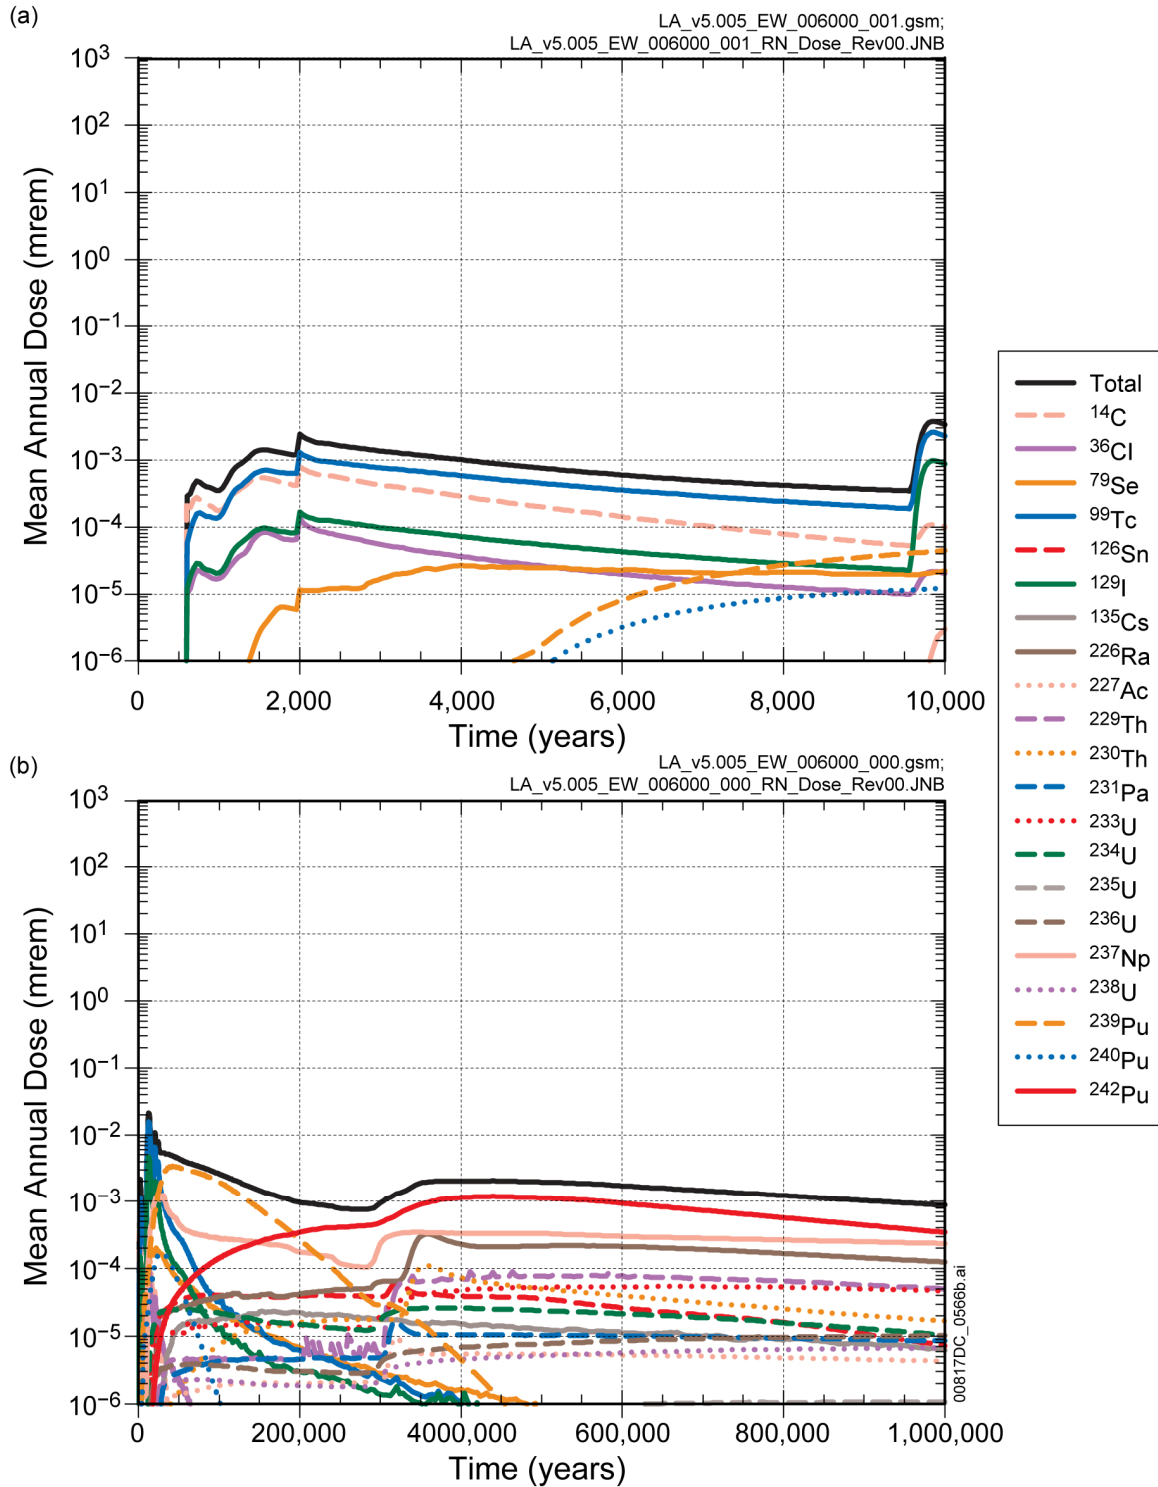 (a)
LA_v5.005_EW_006000_001.gsm;
LA_v5.005_EW_006000_001_RN_Dose_Rev00.JNB
Mean Annual Dose (mrem)
10³
10²
10¹
10⁰
10⁻¹
10⁻²
10⁻³
10⁻⁴
10⁻⁵
10⁻⁶
0 2,000 4,000 6,000 8,000 10,000
Time (years)
(b)
LA_v5.005_EW_006000_000.gsm;
LA_v5.005_EW_006000_000_RN_Dose_Rev00.JNB
Mean Annual Dose (mrem)
10³
10²
10¹
10⁰
10⁻¹
10⁻²
10⁻³
10⁻⁴
10⁻⁵
10⁻⁶
0 200,000 4000,000 600,000 800,000 1,000,000
Time (years)
00817DC_0566b.ai
Total
¹⁴C
³⁶Cl
⁷⁹Se
⁹⁹Tc
¹²⁶Sn
¹²⁹I
¹³⁵Cs
²²⁶Ra
²²⁷Ac
²²⁹Th
²³⁰Th
²³¹Pa
²³³U
²³⁴U
²³⁵U
²³⁶U
²³⁷Np
²³⁸U
²³⁹Pu
²⁴⁰Pu
²⁴²Pu